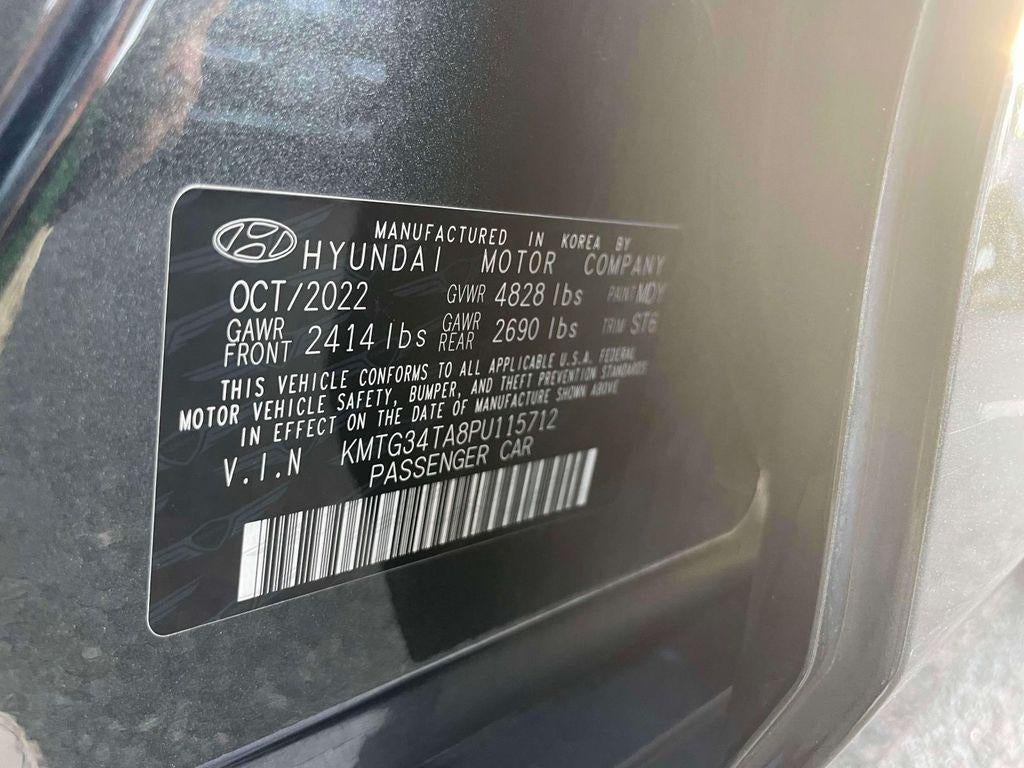 MANUFACTURED IN KOREA BY
HYUNDAI MOTOR COMPANY
OCT/2022 GVWR 4828 lbs PAINT MDY
GAWR FRONT 2414 lbs GAWR REAR 2690 lbs TRIM ST6
THIS VEHICLE CONFORMS TO ALL APPLICABLE U.S.A. FEDERAL
MOTOR VEHICLE SAFETY, BUMPER, AND THEFT PREVENTION STANDARDS
IN EFFECT ON THE DATE OF MANUFACTURE SHOWN ABOVE
V.I.N KMTG34TA8PU115712
PASSENGER CAR